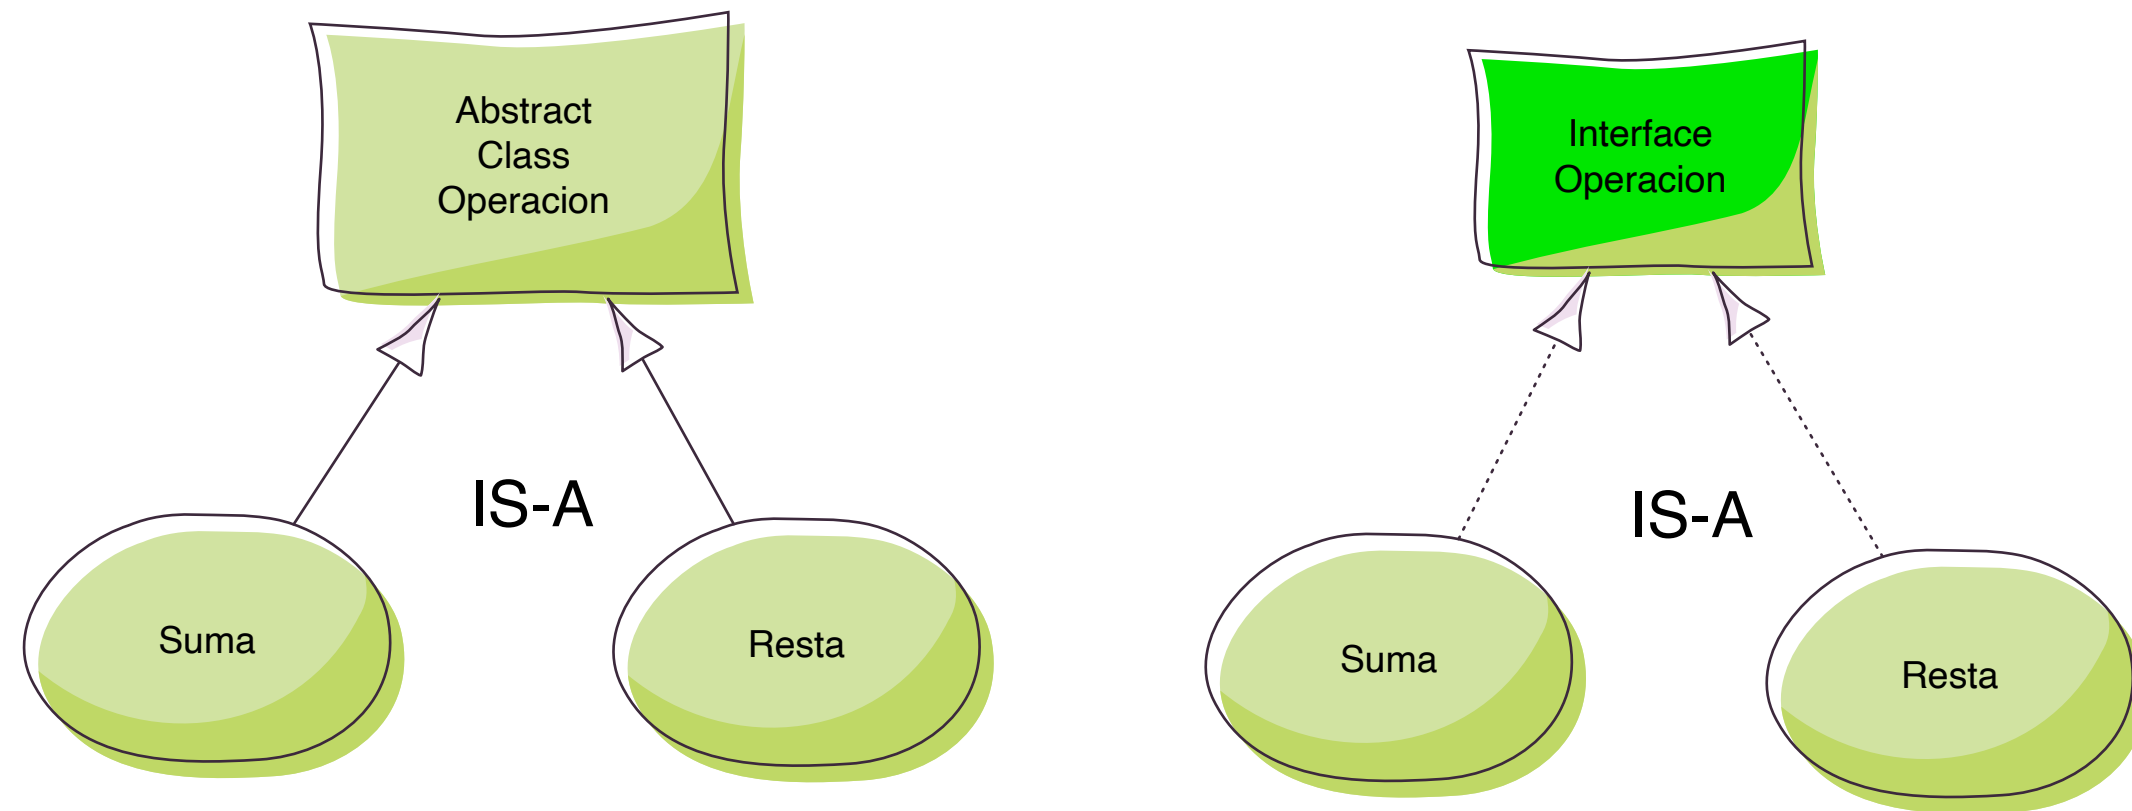 Abstract
Class
Operacion
IS-A
Suma
Resta
Interface
Operacion
IS-A
Suma
Resta